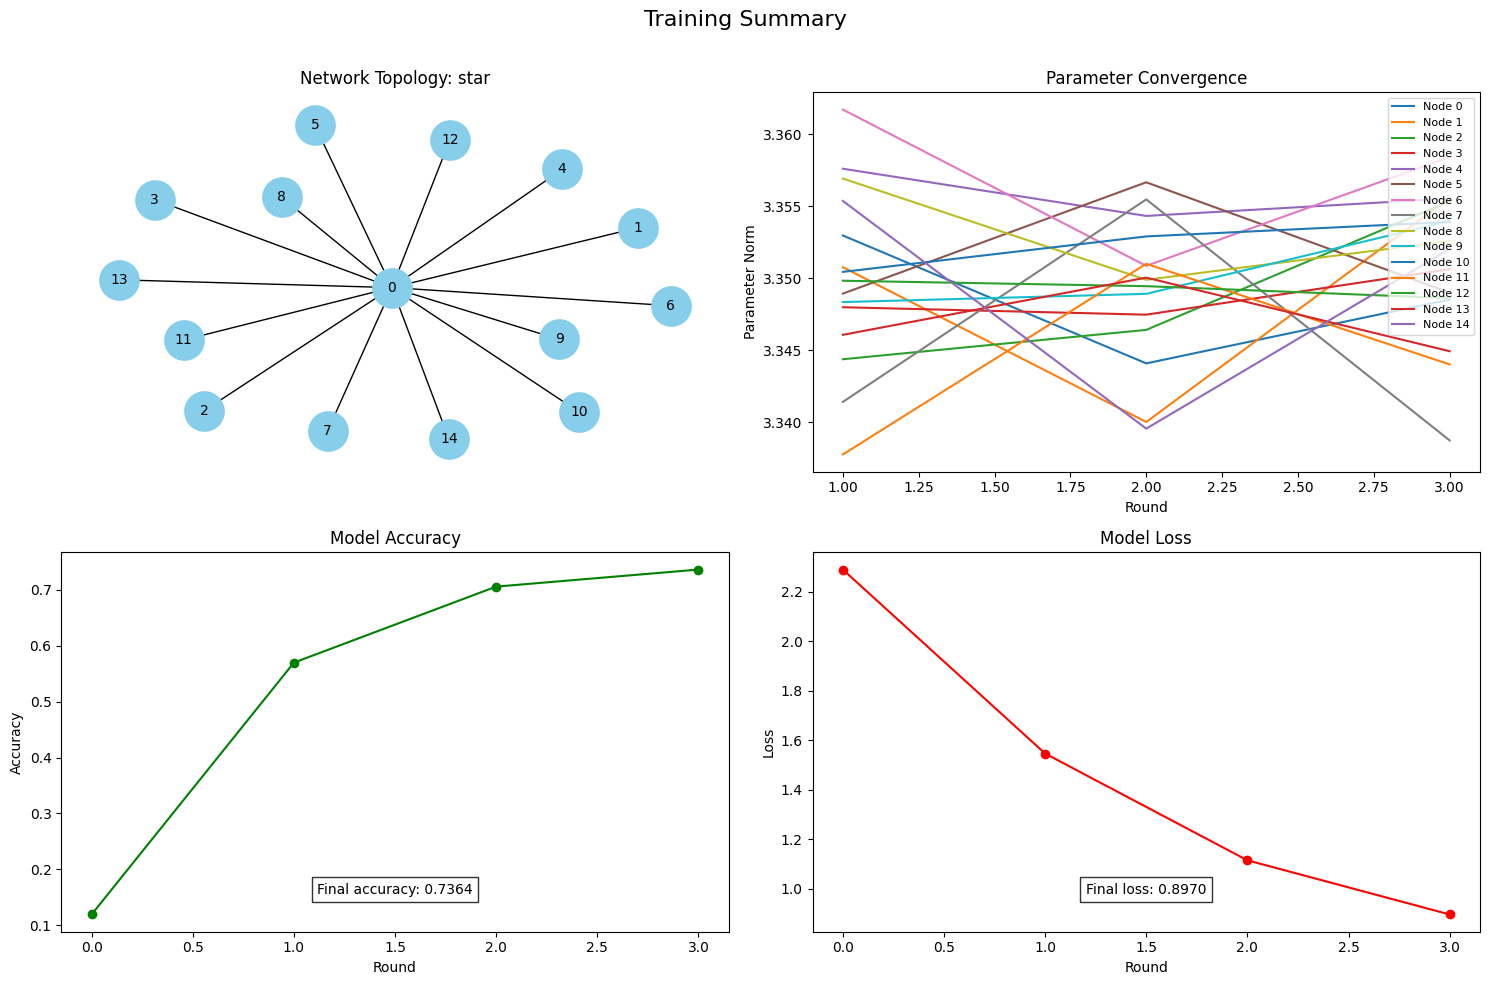 Training Summary
Network Topology: star
5
12
4
8
3
1
13
0
6
11
9
2
10
7
14
Parameter Convergence
Parameter Norm
3.360
3.355
3.350
3.345
3.340
Node 0
Node 1
Node 2
Node 3
Node 4
Node 5
Node 6
Node 7
Node 8
Node 9
Node 10
Node 11
Node 12
Node 13
Node 14
1.00 1.25 1.50 1.75 2.00 2.25 2.50 2.75 3.00
Round
Model Accuracy
Accuracy
0.7
0.6
0.5
0.4
0.3
0.2
0.1
Final accuracy: 0.7364
0.0 0.5 1.0 1.5 2.0 2.5 3.0
Round
Model Loss
Loss
2.2
2.0
1.8
1.6
1.4
1.2
1.0
Final loss: 0.8970
0.0 0.5 1.0 1.5 2.0 2.5 3.0
Round